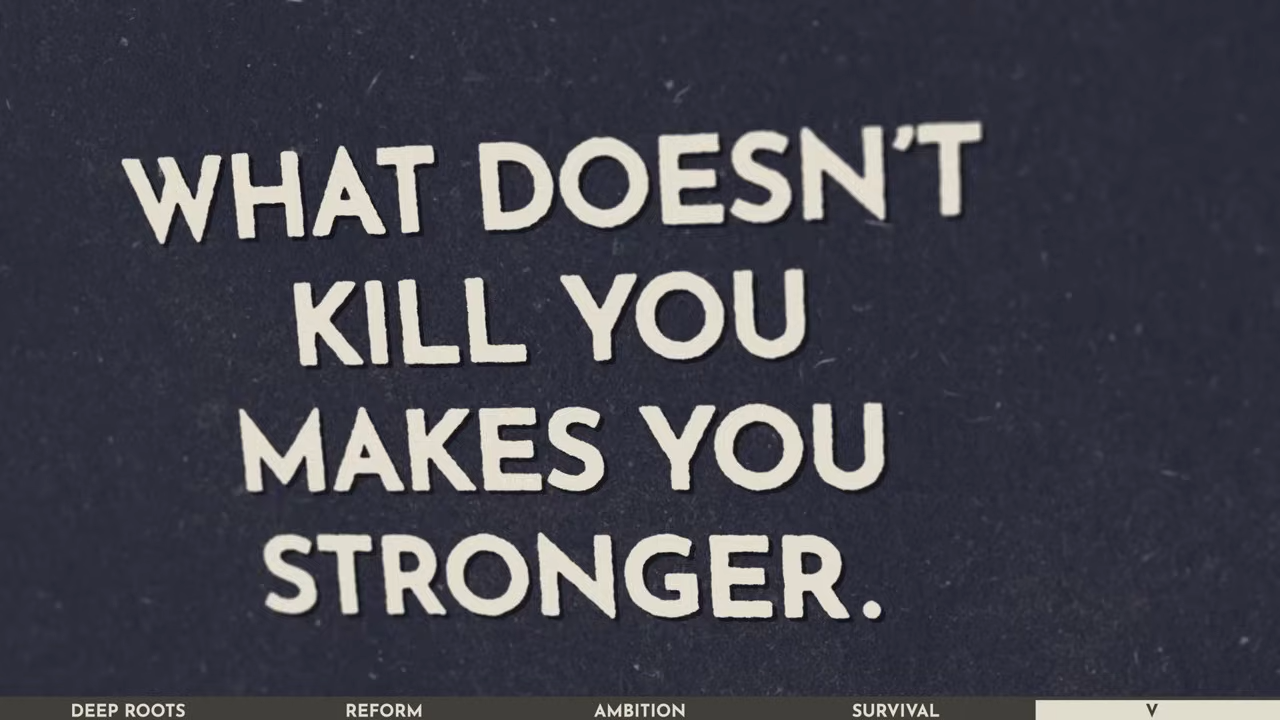 WHAT DOESN'T
KILL YOU
MAKES YOU
STRONGER.
DEEP ROOTS REFORM AMBITION SURVIVAL V